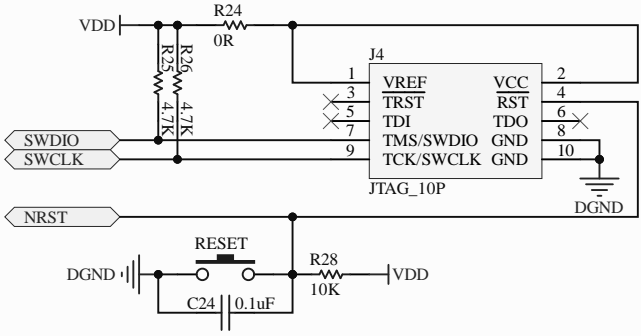 R24
VDD
0R
R25
R26
4.7K
4.7K
J4
1 VREF VCC 2
3 TRST RST 4
5 TDI TDO 6
7 TMS/SWDIO GND 8
9 TCK/SWCLK GND 10
JTAG_10P
SWDIO
SWCLK
DGND
NRST
RESET
R28
DGND
VDD
10K
C24 0.1uF